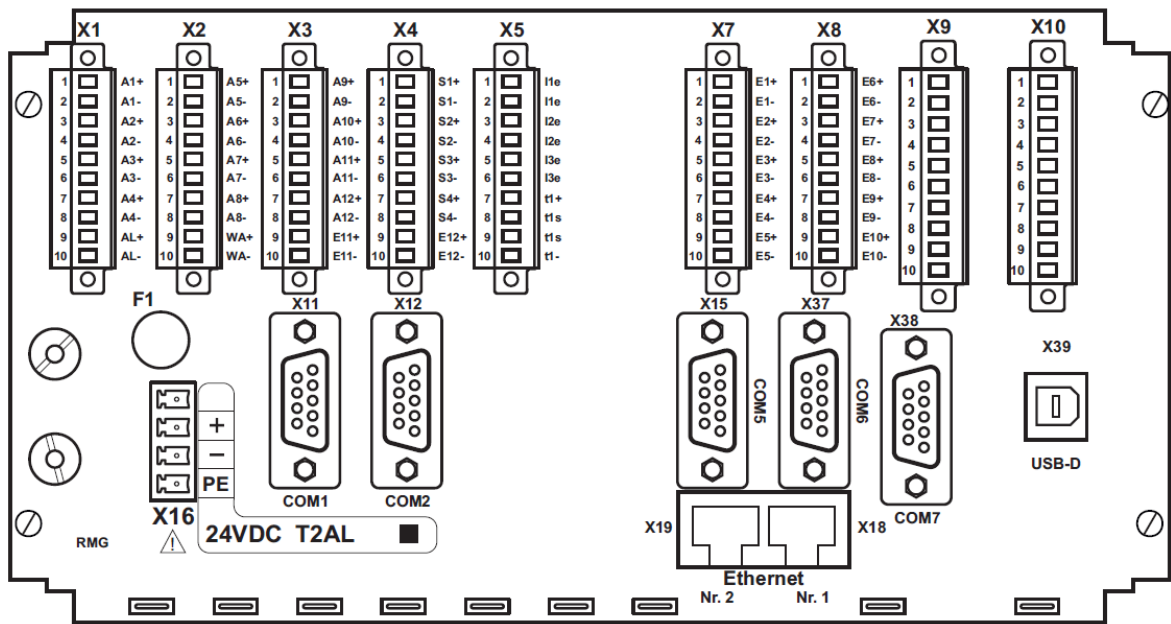 X1 X2 X3 X4 X5 X7 X8 X9 X10
1 A1+ 1 A5+ 1 A9+ 1 S1+ 1 I1e 1 E1+ 1 E6+ 1 1
2 A1- 2 A5- 2 A9- 2 S1- 2 I1e 2 E1- 2 E6- 2 2
3 A2+ 3 A6+ 3 A10+ 3 S2+ 3 I2e 3 E2+ 3 E7+ 3 3
4 A2- 4 A6- 4 A10- 4 S2- 4 I2e 4 E2- 4 E7- 4 4
5 A3+ 5 A7+ 5 A11+ 5 S3+ 5 I3e 5 E3+ 5 E8+ 5 5
6 A3- 6 A7- 6 A11- 6 S3- 6 I3e 6 E3- 6 E8- 6 6
7 A4+ 7 A8+ 7 A12+ 7 S4+ 7 t1+ 7 E4+ 7 E9+ 7 7
8 A4- 8 A8- 8 A12- 8 S4- 8 t1s 8 E4- 8 E9- 8 8
9 AL+ 9 WA+ 9 E11+ 9 E12+ 9 t1s 9 E5+ 9 E10+ 9 9
10 AL- 10 WA- 10 E11- 10 E12- 10 t1- 10 E5- 10 E10- 10 10
F1 X11 X12 X15 X37 X38
X39
COM5 COM6
+
−
PE
USB-D
COM1 COM2
X16
COM7
24VDC T2AL
X19 X18
RMG
Ethernet
Nr. 2 Nr. 1